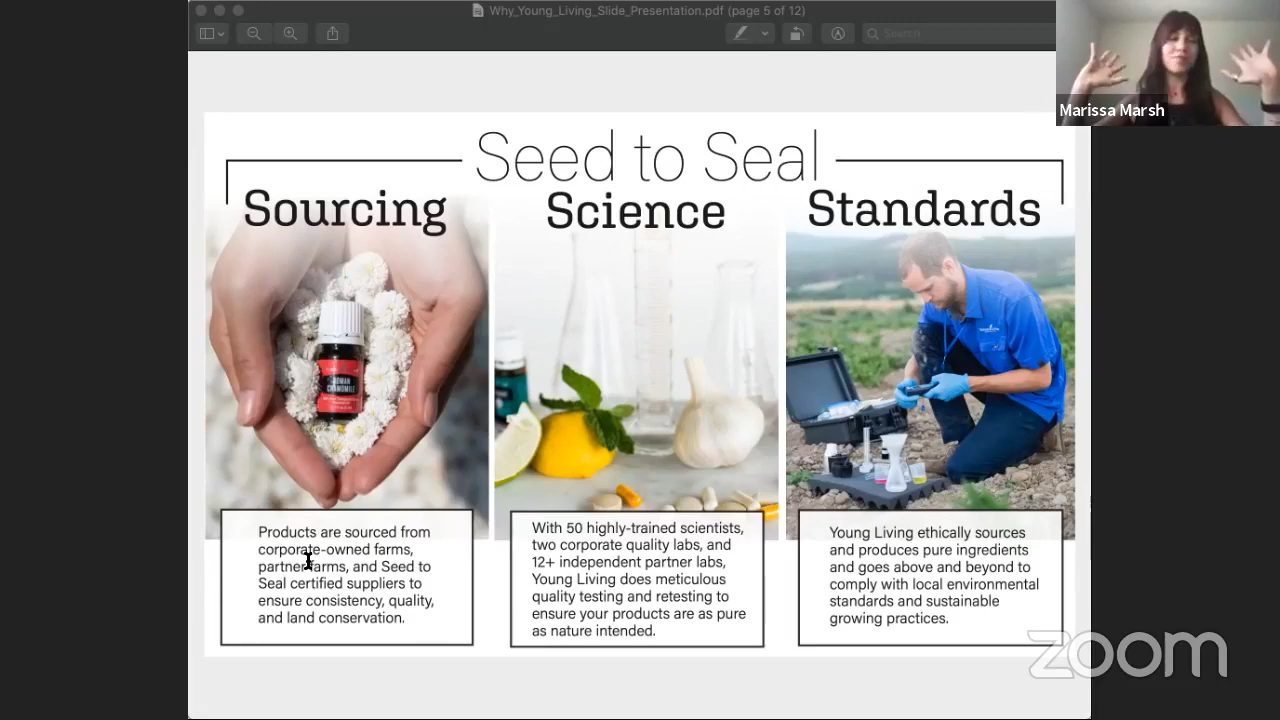 Why_Young_Living_Slide_Presentation.pdf (page 5 of 12)
Search
Marissa Marsh
Seed to Seal
Sourcing
Science
Standards
ROMAN
CHAMOMILE
Products are sourced from
corporate-owned farms,
partner farms, and Seed to
Seal certified suppliers to
ensure consistency, quality,
and land conservation.
With 50 highly-trained scientists,
two corporate quality labs, and
12+ independent partner labs,
Young Living does meticulous
quality testing and retesting to
ensure your products are as pure
as nature intended.
Young Living ethically sources
and produces pure ingredients
and goes above and beyond to
comply with local environmental
standards and sustainable
growing practices.
zoom